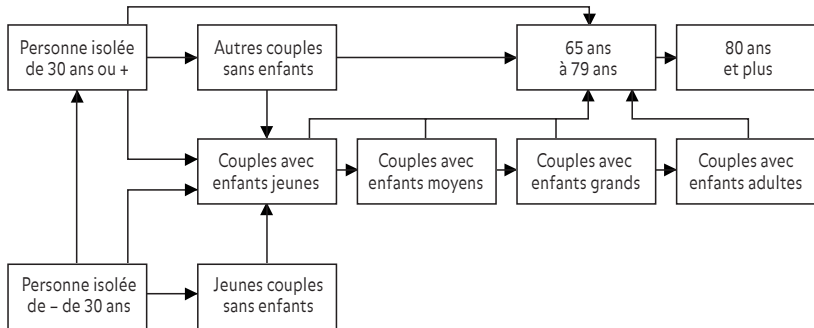 Personne isolée
de 30 ans ou +
Autres couples
sans enfants
65 ans
à 79 ans
80 ans
et plus
Couples avec
enfants jeunes
Couples avec
enfants moyens
Couples avec
enfants grands
Couples avec
enfants adultes
Personne isolée
de – de 30 ans
Jeunes couples
sans enfants